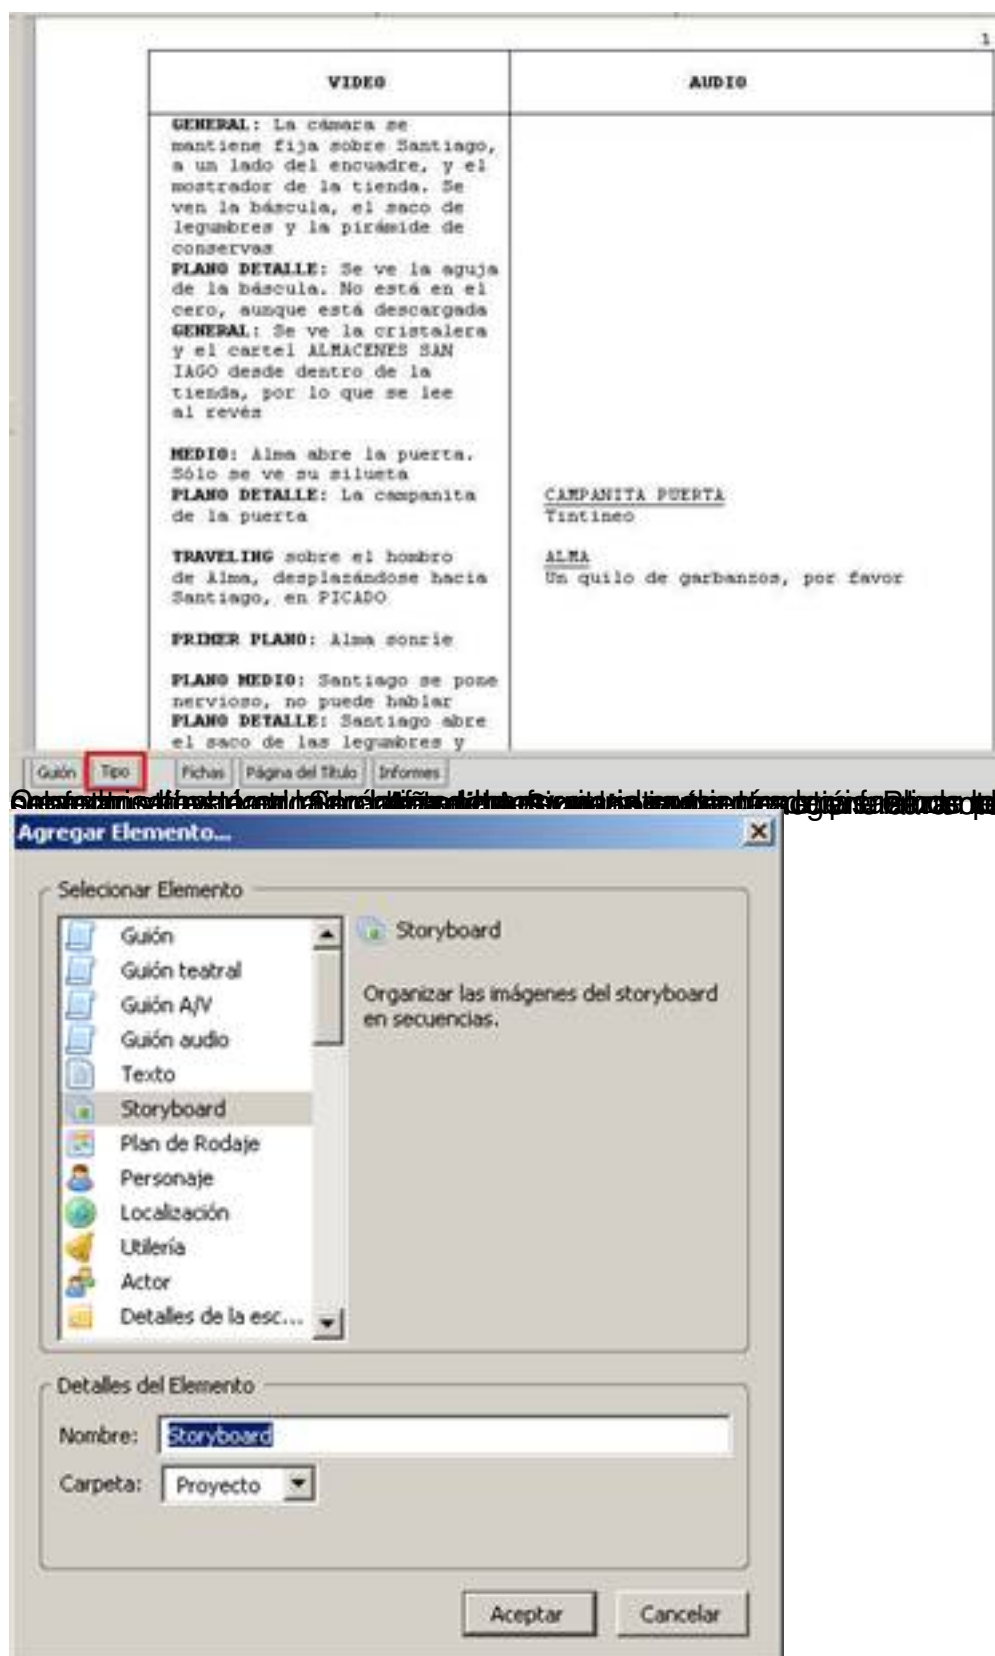 1
VIDEO AUDIO
GENERAL: La cámara se
mantiene fija sobre Santiago,
a un lado del encuadre, y el
mostrador de la tienda. Se
ven la báscula, el saco de
legumbres y la pirámide de
conservas
PLANO DETALLE: Se ve la aguja
de la báscula. No está en el
cero, aunque está descargada
GENERAL: Se ve la cristalera
y el cartel ALMACENES SAN
IAGO desde dentro de la
tienda, por lo que se lee
al revés
MEDIO: Alma abre la puerta.
Sólo se ve su silueta
PLANO DETALLE: La campanita
de la puerta
CAMPANITA PUERTA
Tintineo
TRAVELING sobre el hombro
de Alma, desplazándose hacia
Santiago, en PICADO
ALMA
Un quilo de garbanzos, por favor
PRIMER PLANO: Alma sonríe
PLANO MEDIO: Santiago se pone
nervioso, no puede hablar
PLANO DETALLE: Santiago abre
el saco de las legumbres y
Guión Tipo Fichas Página del Título Informes
Agregar Elemento...
Seleccionar Elemento
Guión
Guión teatral
Guión A/V
Guión audio
Texto
Storyboard
Plan de Rodaje
Personaje
Localización
Utilería
Actor
Detalles de la esc...
Storyboard
Organizar las imágenes del storyboard
en secuencias.
Detalles del Elemento
Nombre: Storyboard
Carpeta: Proyecto
Aceptar Cancelar